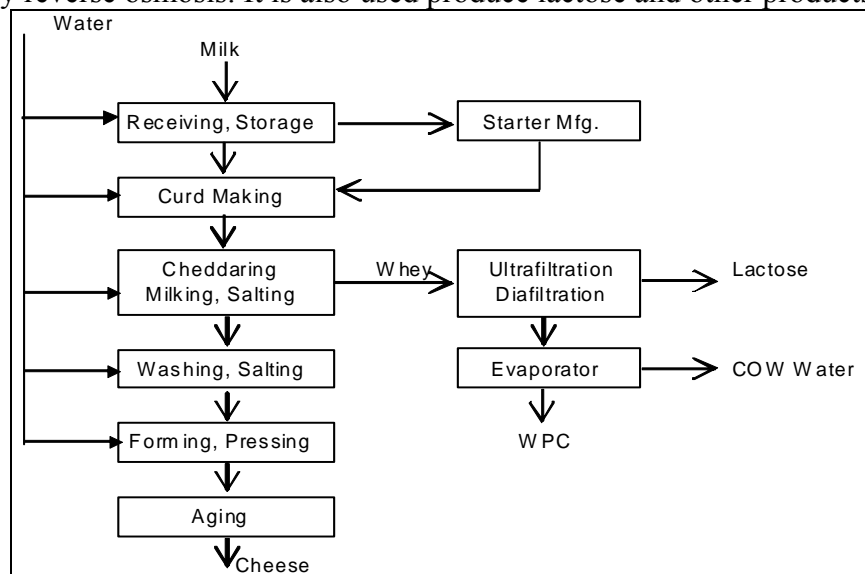 y reverse osmosis. It is also used produce lactose and other products
Water
Milk
Receiving, Storage
Starter Mfg.
Curd Making
Cheddaring
Milking, Salting
Whey
Ultrafiltration
Diafiltration
Lactose
Washing, Salting
Evaporator
COW Water
Forming, Pressing
WPC
Aging
Cheese